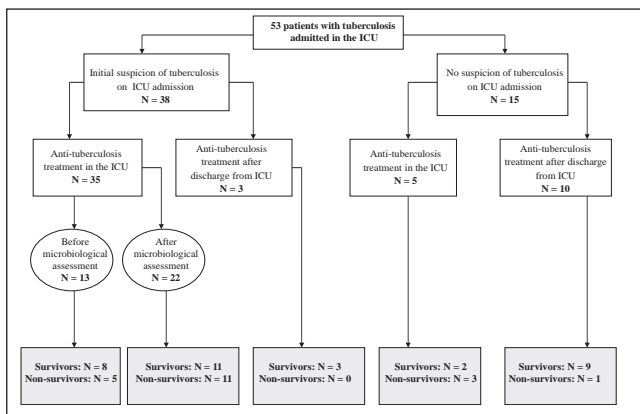 53 patients with tuberculosis
admitted in the ICU
Initial suspicion of tuberculosis
on ICU admission
N = 38
No suspicion of tuberculosis
on ICU admission
N = 15
Anti-tuberculosis
treatment in the ICU
N = 35
Anti-tuberculosis
treatment after
discharge from ICU
N = 3
Anti-tuberculosis
treatment in the ICU
N = 5
Anti-tuberculosis
treatment after discharge
from ICU
N = 10
Before
microbiological
assessment
N = 13
After
microbiological
assessment
N = 22
Survivors: N = 8
Non-survivors: N = 5
Survivors: N = 11
Non-survivors: N = 11
Survivors: N = 3
Non-survivors: N = 0
Survivors: N = 2
Non-survivors: N = 3
Survivors: N = 9
Non-survivors: N = 1